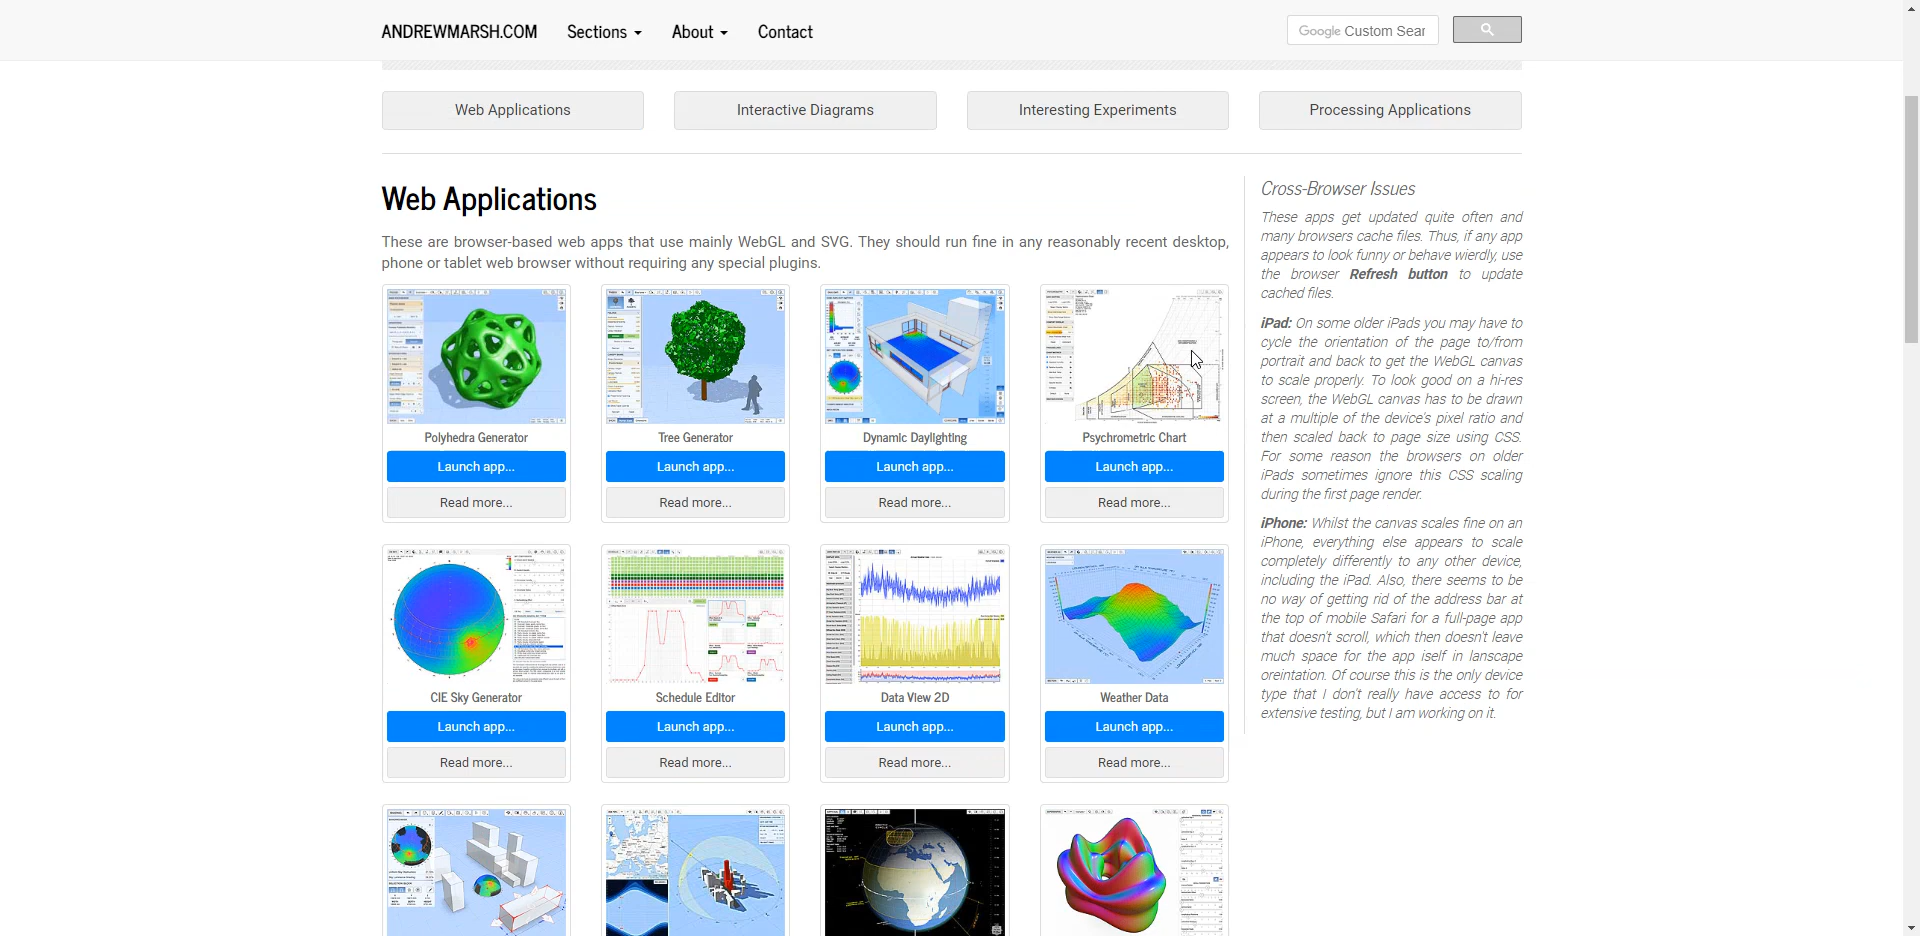 ANDREWMARSH.COM Sections About Contact
Google Custom Sear
Web Applications Interactive Diagrams Interesting Experiments Processing Applications
Web Applications
These are browser-based web apps that use mainly WebGL and SVG. They should run fine in any reasonably recent desktop,
phone or tablet web browser without requiring any special plugins.
Polyhedra Generator Tree Generator Dynamic Daylighting Psychrometric Chart
Launch app... Launch app... Launch app... Launch app...
Read more... Read more... Read more... Read more...
CIE Sky Generator Schedule Editor Data View 2D Weather Data
Launch app... Launch app... Launch app... Launch app...
Read more... Read more... Read more... Read more...
Cross-Browser Issues
These apps get updated quite often and
many browsers cache files. Thus, if any app
appears to look funny or behave wierdly, use
the browser Refresh button to update
cached files.
iPad: On some older iPads you may have to
cycle the orientation of the page to/from
portrait and back to get the WebGL canvas
to scale properly. To look good on a hi-res
screen, the WebGL canvas has to be drawn
at a multiple of the device's pixel ratio and
then scaled back to page size using CSS.
For some reason the browsers on older
iPads sometimes ignore this CSS scaling
during the first page render.
iPhone: Whilst the canvas scales fine on an
iPhone, everything else appears to scale
completely differently to any other device,
including the iPad. Also, there seems to be
no way of getting rid of the address bar at
the top of mobile Safari for a full-page app
that doesn't scroll, which then doesn't leave
much space for the app iself in lanscape
oreintation. Of course this is the only device
type that I don't really have access to for
extensive testing, but I am working on it.